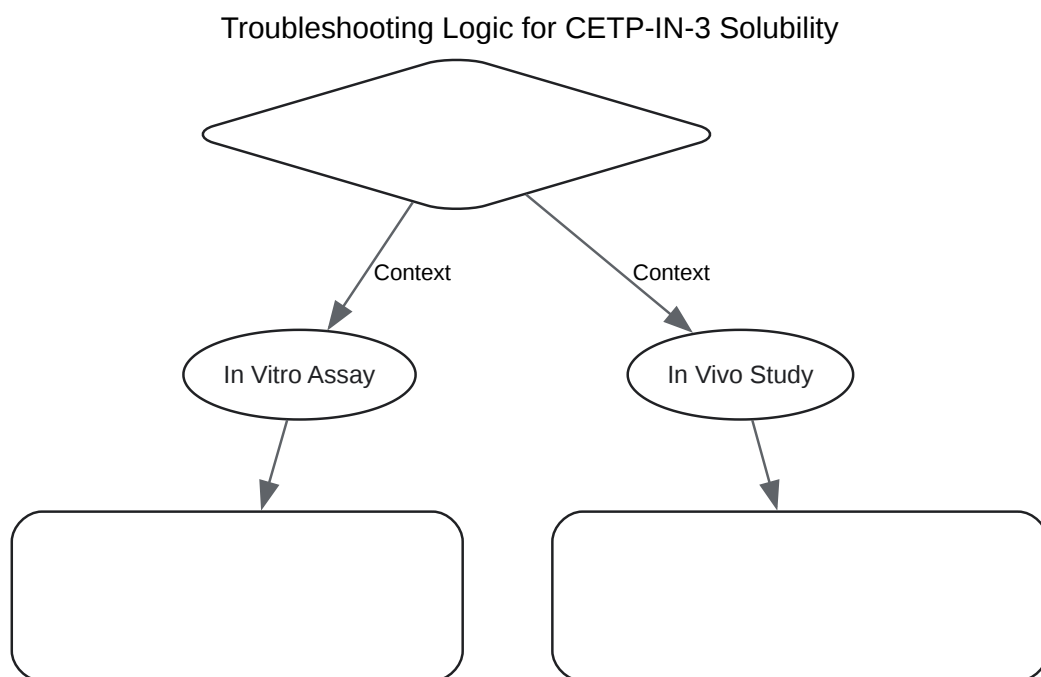 Troubleshooting Logic for CETP-IN-3 Solubility
Context
Context
In Vitro Assay
In Vivo Study